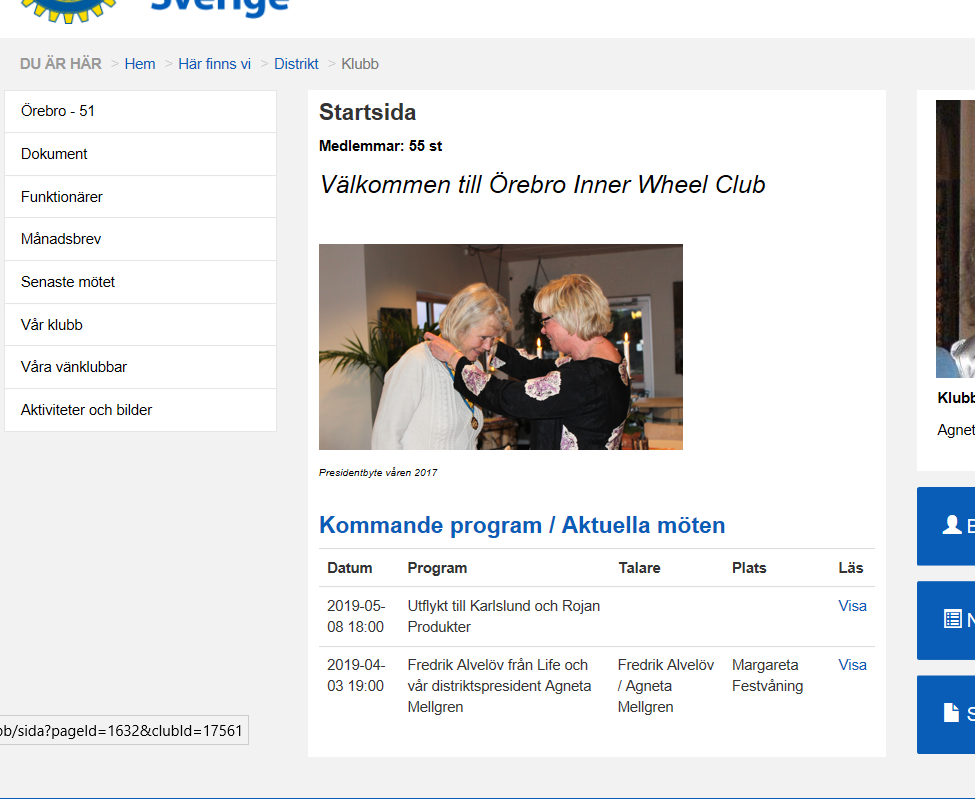 Sverige
DU ÄR HÄR > Hem > Här finns vi > Distrikt > Klubb
Örebro - 51
Dokument
Funktionärer
Månadsbrev
Senaste mötet
Vår klubb
Våra vänklubbar
Aktiviteter och bilder
Startsida
Medlemmar: 55 st
Välkommen till Örebro Inner Wheel Club
Presidentbyte våren 2017
Kommande program / Aktuella möten
Datum Program Talare Plats Läs
2019-05- Utflykt till Karlslund och Rojan Visa
08 18:00 Produkter
2019-04- Fredrik Alvelöv från Life och Fredrik Alvelöv Margareta Visa
03 19:00 vår distriktspresident Agneta / Agneta Festvåning
Mellgren Mellgren
Klubb
Agnet
E
N
S
bb/sida?pageId=1632&clubId=17561